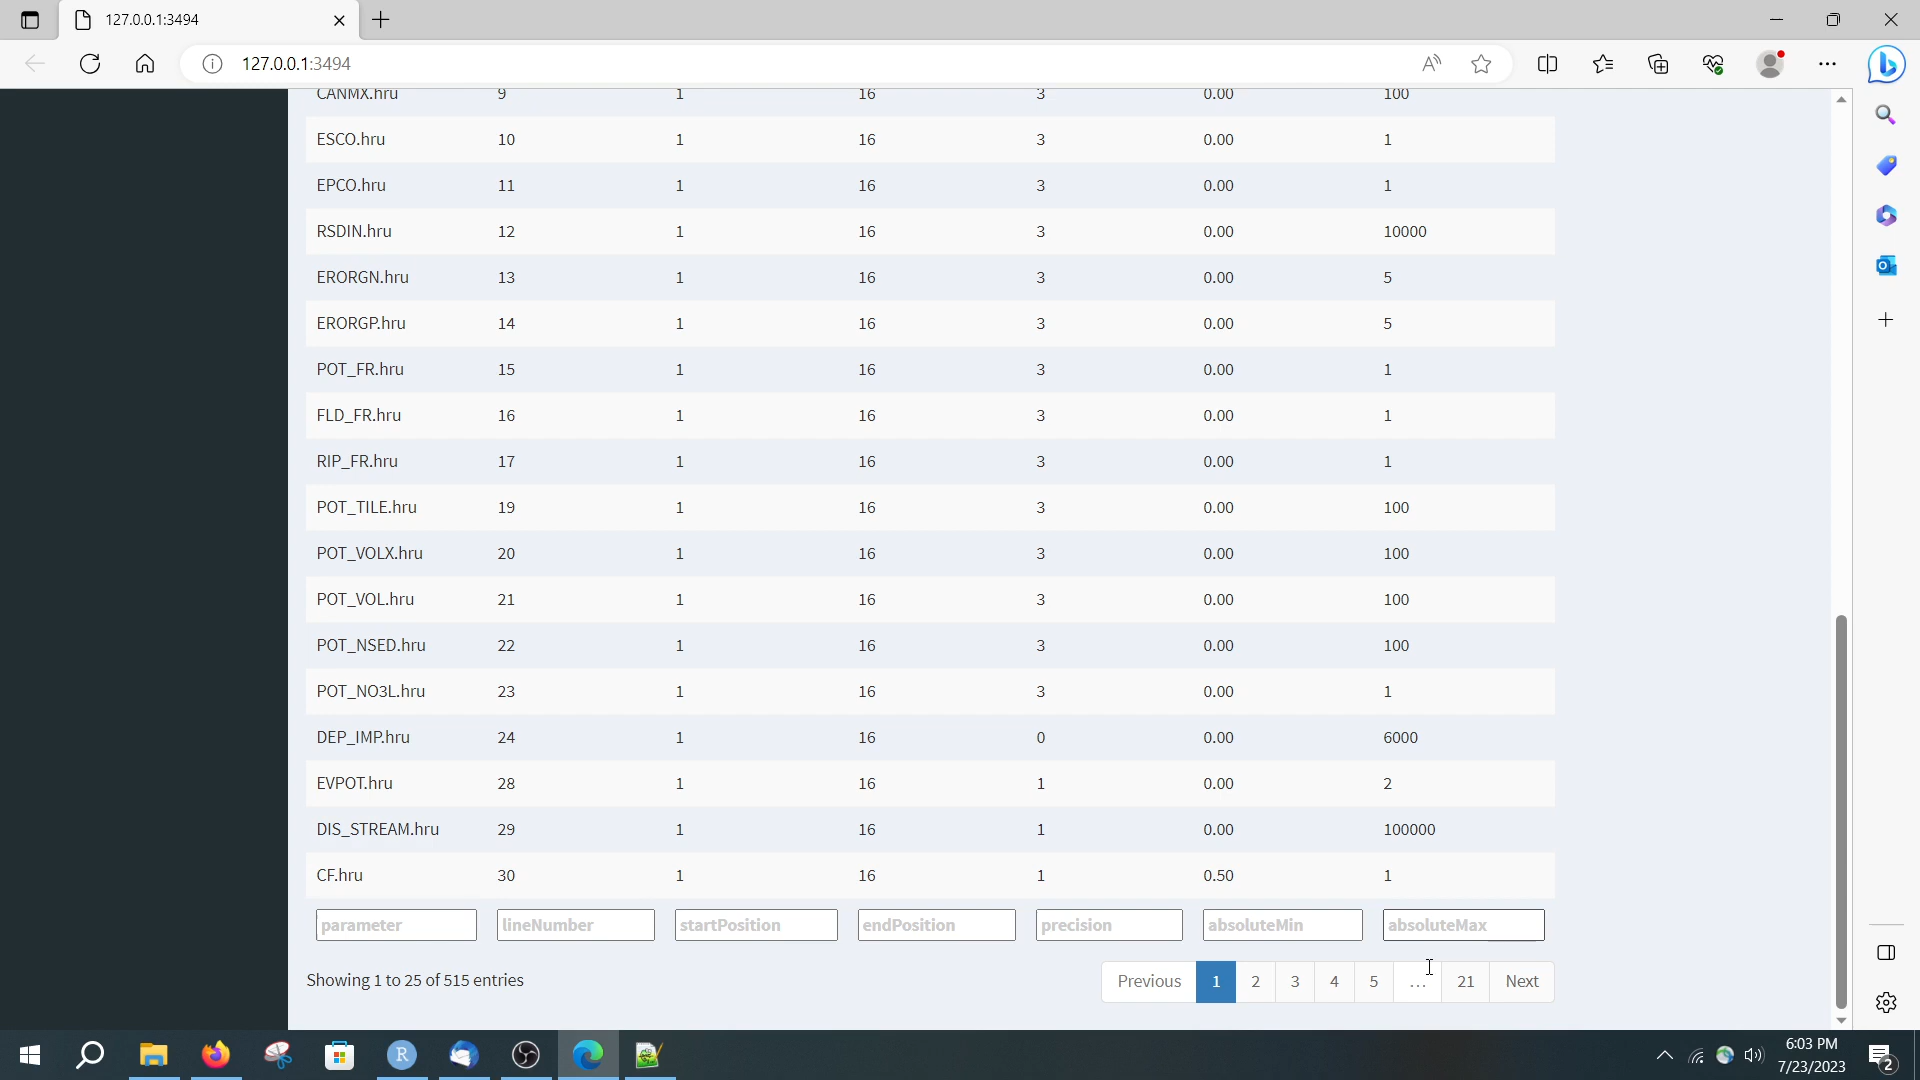 127.0.0.1:3494
127.0.0.1:3494
CANMX.hru 9 1 16 3 0.00 100
ESCO.hru 10 1 16 3 0.00 1
EPCO.hru 11 1 16 3 0.00 1
RSDIN.hru 12 1 16 3 0.00 10000
ERORGN.hru 13 1 16 3 0.00 5
ERORGP.hru 14 1 16 3 0.00 5
POT_FR.hru 15 1 16 3 0.00 1
FLD_FR.hru 16 1 16 3 0.00 1
RIP_FR.hru 17 1 16 3 0.00 1
POT_TILE.hru 19 1 16 3 0.00 100
POT_VOLX.hru 20 1 16 3 0.00 100
POT_VOL.hru 21 1 16 3 0.00 100
POT_NSED.hru 22 1 16 3 0.00 100
POT_NO3L.hru 23 1 16 3 0.00 1
DEP_IMP.hru 24 1 16 0 0.00 6000
EVPOT.hru 28 1 16 1 0.00 2
DIS_STREAM.hru 29 1 16 1 0.00 100000
CF.hru 30 1 16 1 0.50 1
parameter lineNumber startPosition endPosition precision absoluteMin absoluteMax
Showing 1 to 25 of 515 entries Previous 1 2 3 4 5 … 21 Next
6:03 PM
7/23/2023
2